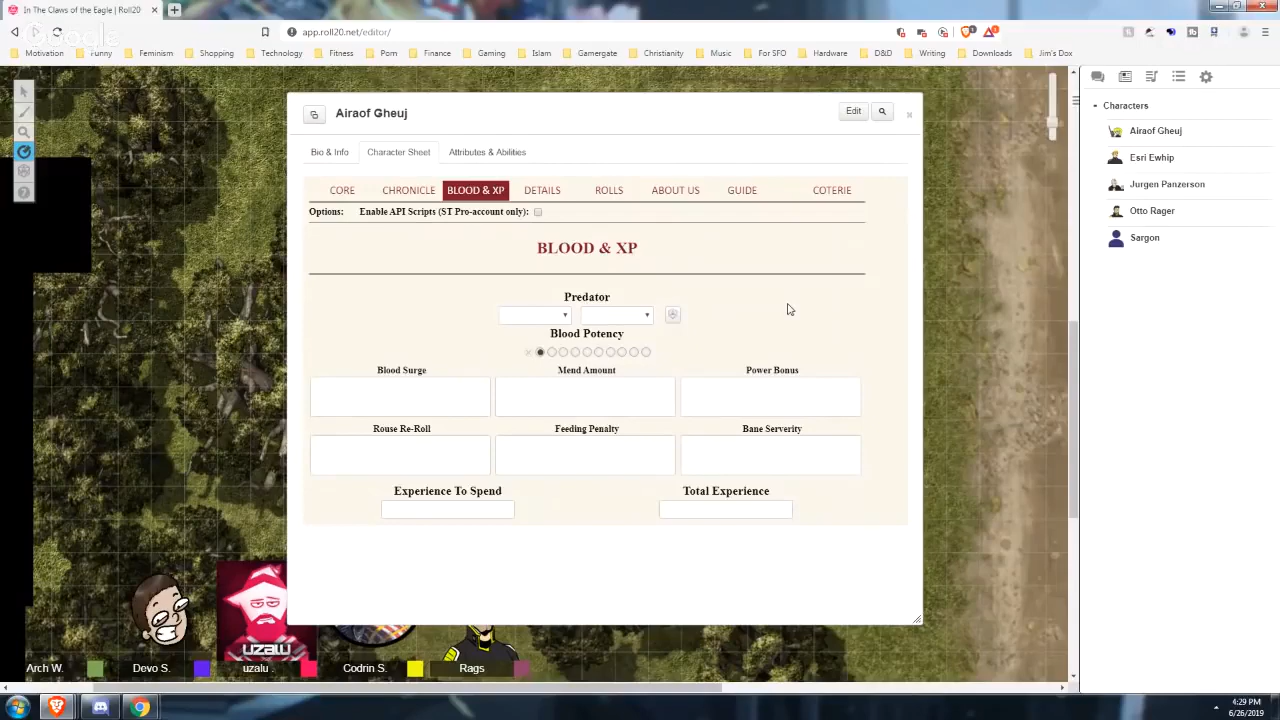 In The Claws of the Eagle | Roll20
app.roll20.net/editor/
Motivation Funny Feminism Shopping Technology Fitness Porn Finance Gaming Islam Gamergate Christianity Music For SFO Hardware D&D Writing Downloads Jim's Dox
Airaof Gheuj
Edit
Bio & Info Character Sheet Attributes & Abilities
CORE CHRONICLE BLOOD & XP DETAILS ROLLS ABOUT US GUIDE COTERIE
Options: Enable API Scripts (ST Pro-account only):
BLOOD & XP
Predator
Blood Potency
Blood Surge Mend Amount Power Bonus
Rouse Re-Roll Feeding Penalty Bane Serverity
Experience To Spend Total Experience
Characters
Airaof Gheuj
Esri Ewhip
Jurgen Panzerson
Otto Rager
Sargon
uzalu
Arch W. Devo S. uzalu . Codrin S. Rags
4:29 PM
6/26/2019